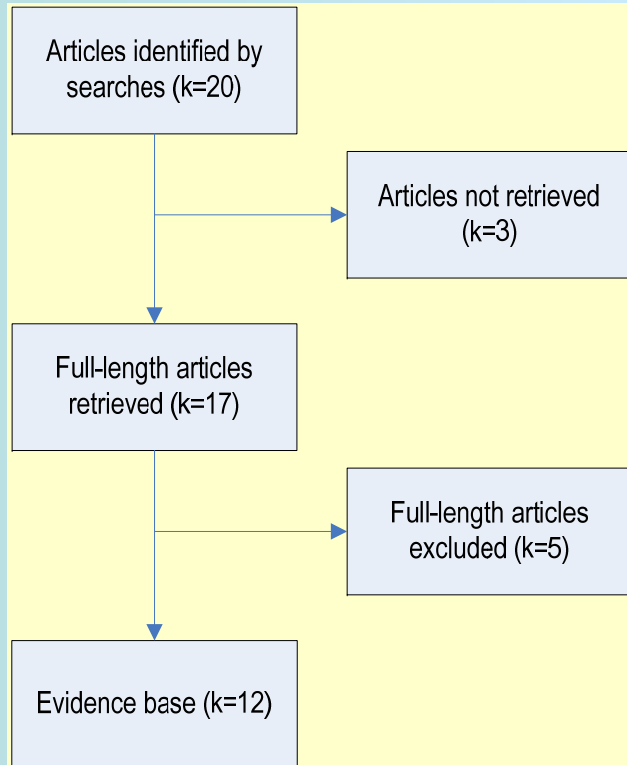 Articles identified by
searches (k=20)
Articles not retrieved
(k=3)
Full-length articles
retrieved (k=17)
Full-length articles
excluded (k=5)
Evidence base (k=12)